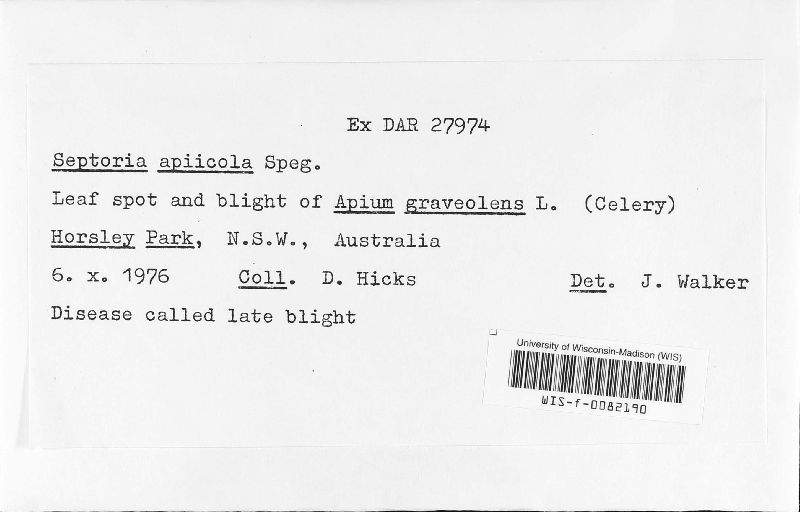 Ex DAR 27974
Septoria apiicola Speg.
Leaf spot and blight of Apium graveolens L. (Celery)
Horsley Park, N.S.W., Australia
6. x. 1976 Coll. D. Hicks Det. J. Walker
Disease called late blight
University of Wisconsin-Madison (WIS)
WIS-f-0082190